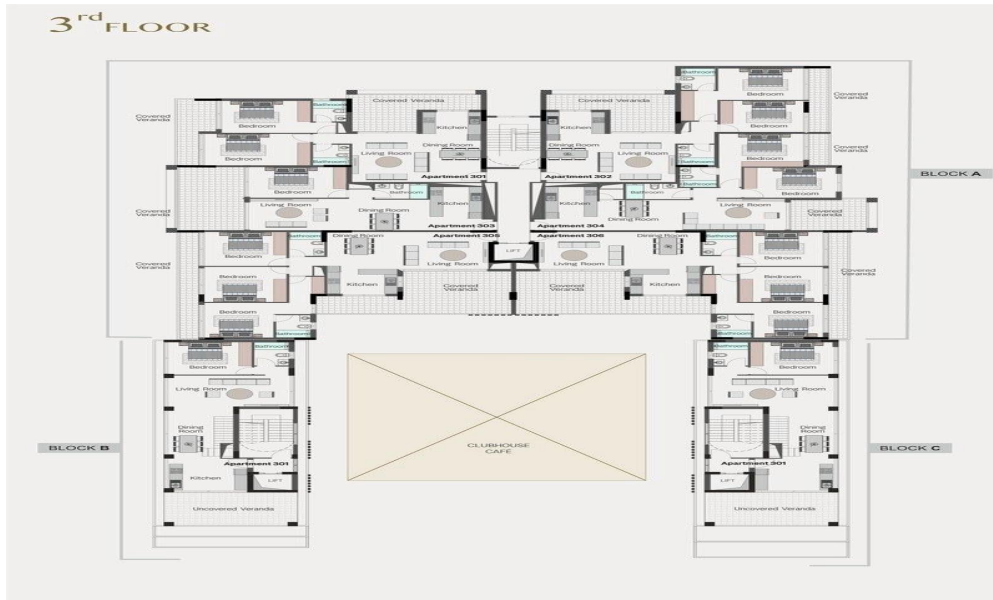 3rd FLOOR
Bathroom
Bedroom
Covered
Veranda
Covered Veranda
Covered Veranda
Bathroom
Bedroom
Covered
Veranda
Kitchen
Kitchen
Bedroom
Dining Room
Dining Room
Bedroom
Living Room
Living Room
Bathroom
Bathroom
Bedroom
Covered
Veranda
Bedroom
Apartment 301
Apartment 302
BLOCK A
Bedroom
Bathroom
Bathroom
Bathroom
Bedroom
Living Room
Kitchen
Kitchen
Living Room
Covered
Veranda
Dining Room
Dining Room
Covered
Veranda
Apartment 303
Apartment 304
Bathroom
Apartment 305
Apartment 306
Bathroom
Bedroom
Dining Room
LIFT
Dining Room
Bedroom
Covered
Veranda
Living Room
Living Room
Covered
Veranda
Bedroom
Kitchen
Covered
Veranda
Covered
Veranda
Kitchen
Bedroom
Bedroom
Bathroom
Bathroom
Bedroom
Bathroom
Bathroom
Bedroom
Bedroom
Living Room
Living Room
Dining
Room
Dining
Room
BLOCK B
CLUBHOUSE
CAFÉ
BLOCK C
Apartment 301
Apartment 301
Kitchen
LIFT
LIFT
Kitchen
Uncovered Veranda
Uncovered Veranda